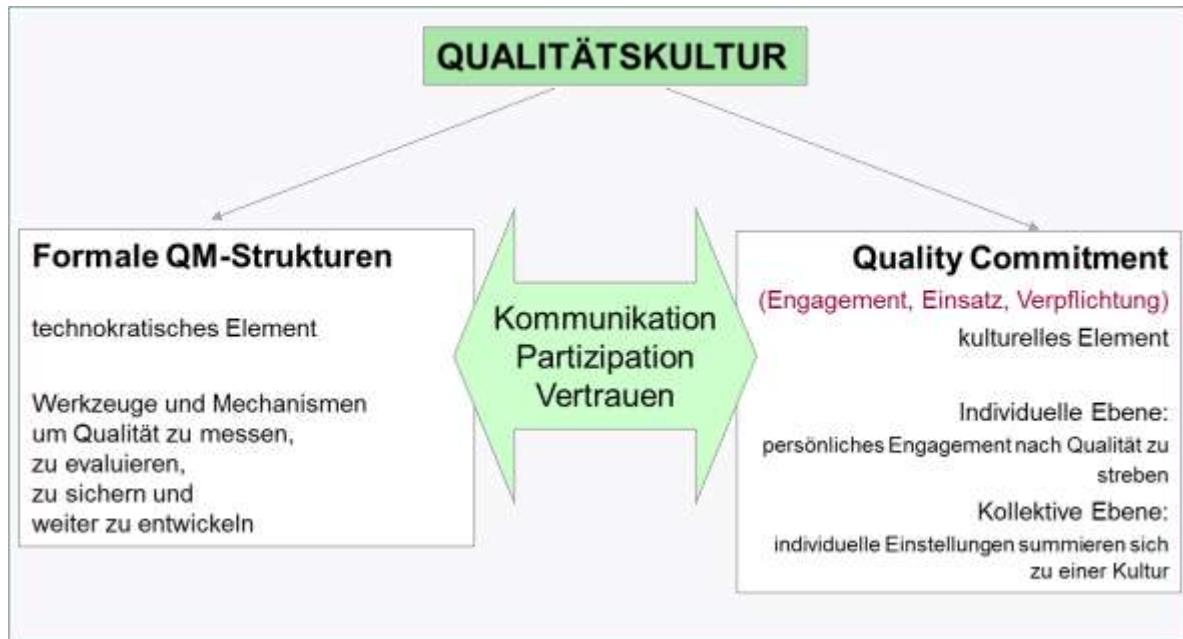 QUALITÄTSKULTUR
Formale QM-Strukturen
technokratisches Element
Werkzeuge und Mechanismen
um Qualität zu messen,
zu evaluieren,
zu sichern und
weiter zu entwickeln
Kommunikation
Partizipation
Vertrauen
Quality Commitment
(Engagement, Einsatz, Verpflichtung)
kulturelles Element
Individuelle Ebene:
persönliches Engagement nach Qualität zu
streben
Kollektive Ebene:
individuelle Einstellungen summieren sich
zu einer Kultur